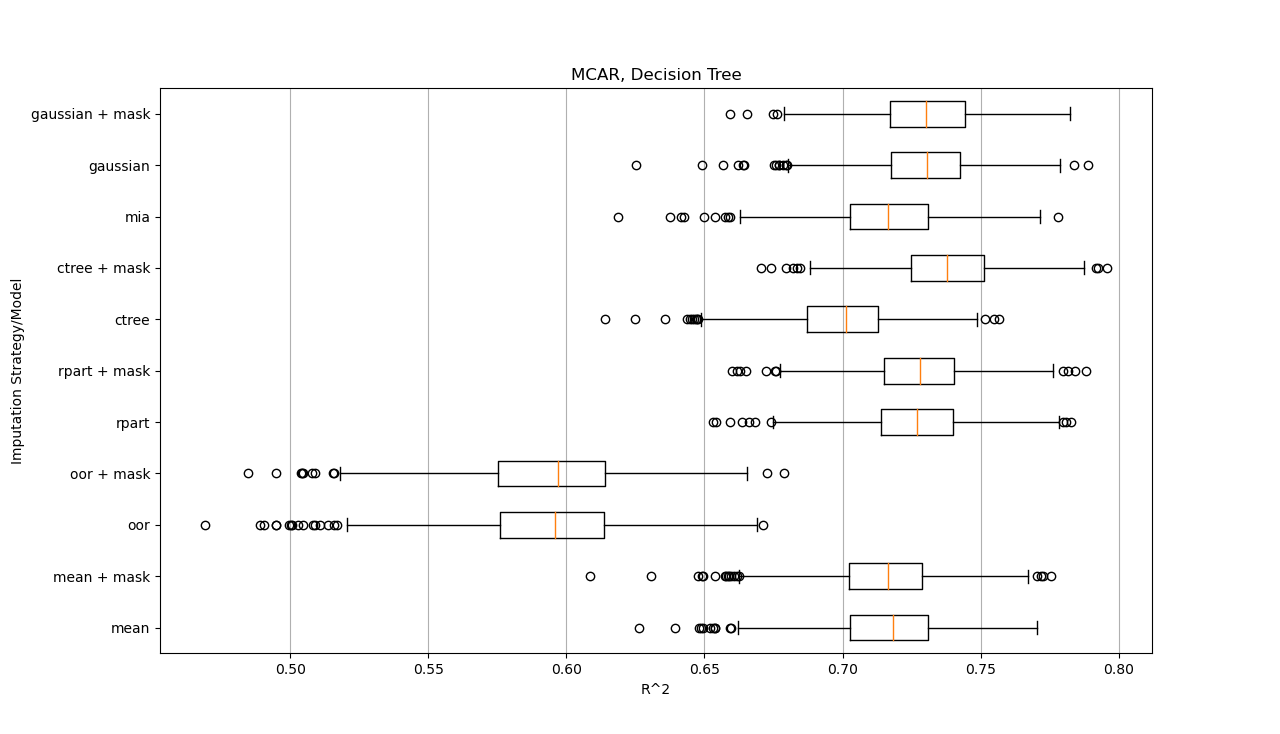 MCAR, Decision Tree
Imputation Strategy/Model
gaussian + mask
gaussian
mia
ctree + mask
ctree
rpart + mask
rpart
oor + mask
oor
mean + mask
mean
0.50 0.55 0.60 0.65 0.70 0.75 0.80
R^2